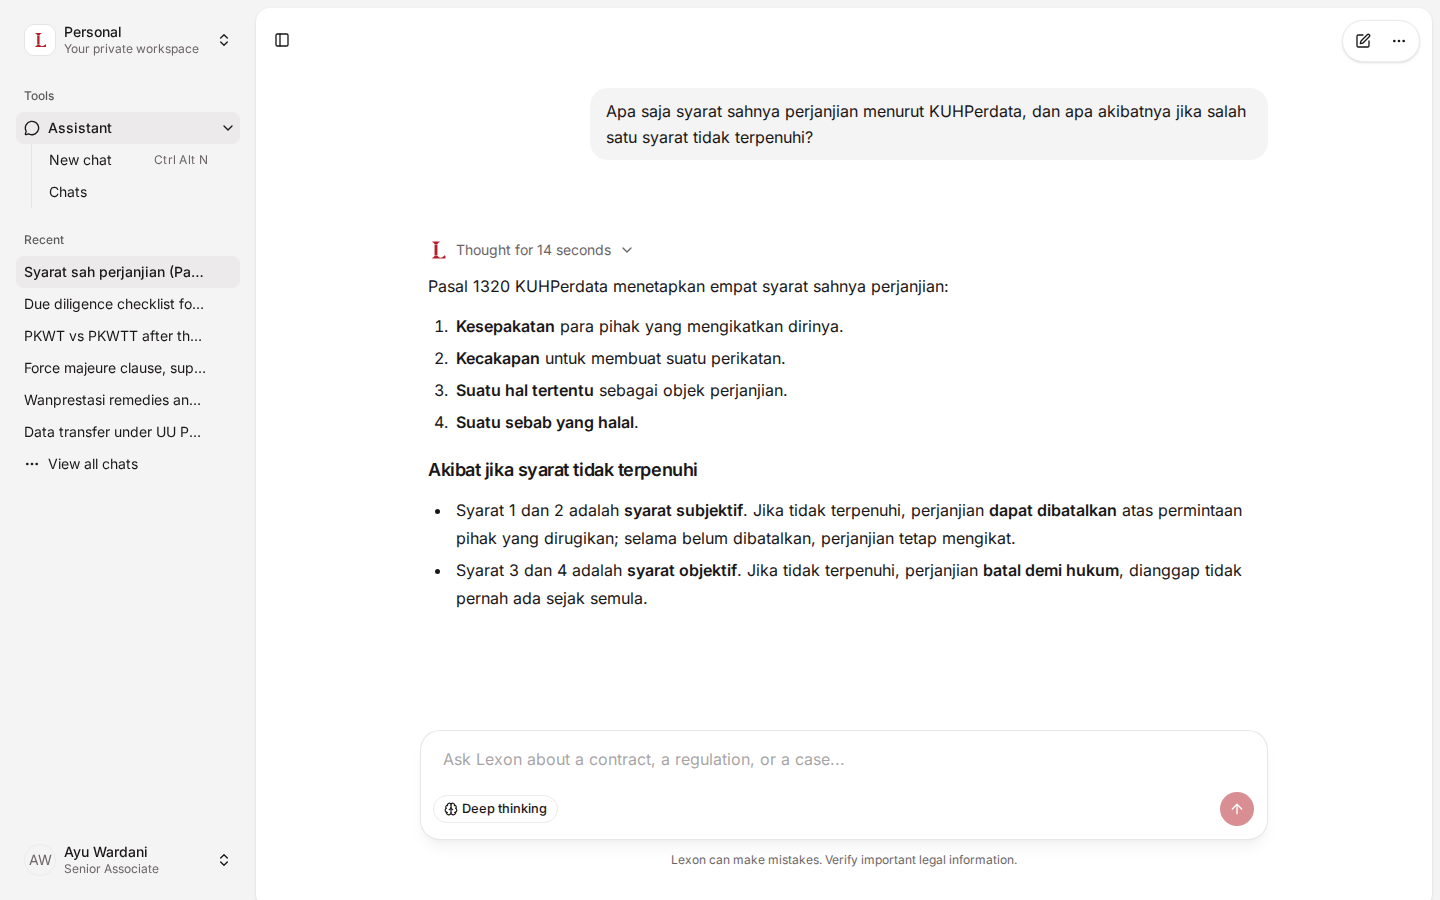 L
Personal
Your private workspace
Tools
Assistant
New chat
Ctrl Alt N
Chats
Recent
Syarat sah perjanjian (Pa...
Due diligence checklist fo...
PKWT vs PKWTT after th...
Force majeure clause, sup...
Wanprestasi remedies an...
Data transfer under UU P...
View all chats
AW
Ayu Wardani
Senior Associate
Apa saja syarat sahnya perjanjian menurut KUHPerdata, dan apa akibatnya jika salah
satu syarat tidak terpenuhi?
L
Thought for 14 seconds
Pasal 1320 KUHPerdata menetapkan empat syarat sahnya perjanjian:
1. Kesepakatan para pihak yang mengikatkan dirinya.
2. Kecakapan untuk membuat suatu perikatan.
3. Suatu hal tertentu sebagai objek perjanjian.
4. Suatu sebab yang halal.
Akibat jika syarat tidak terpenuhi
• Syarat 1 dan 2 adalah syarat subjektif. Jika tidak terpenuhi, perjanjian dapat dibatalkan atas permintaan
pihak yang dirugikan; selama belum dibatalkan, perjanjian tetap mengikat.
• Syarat 3 dan 4 adalah syarat objektif. Jika tidak terpenuhi, perjanjian batal demi hukum, dianggap tidak
pernah ada sejak semula.
Ask Lexon about a contract, a regulation, or a case...
Deep thinking
Lexon can make mistakes. Verify important legal information.